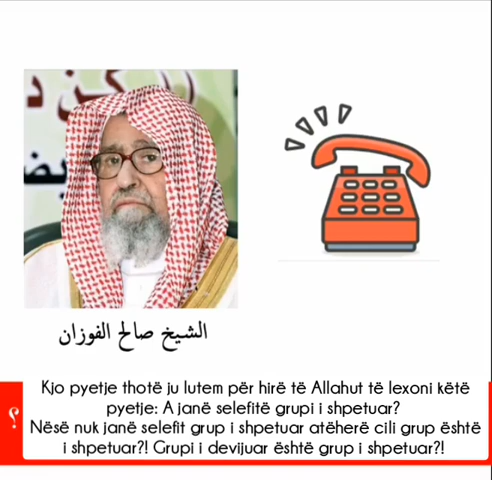 الشيخ صالح الفوزان
Kjo pyetje thotë ju lutem për hirë të Allahut të lexoni këtë
pyetje: A janë selefitë grupi i shpetuar?
Nësë nuk janë selefit grup i shpetuar atëherë cili grup është
i shpetuar?! Grupi i devijuar është grup i shpetuar?!
؟